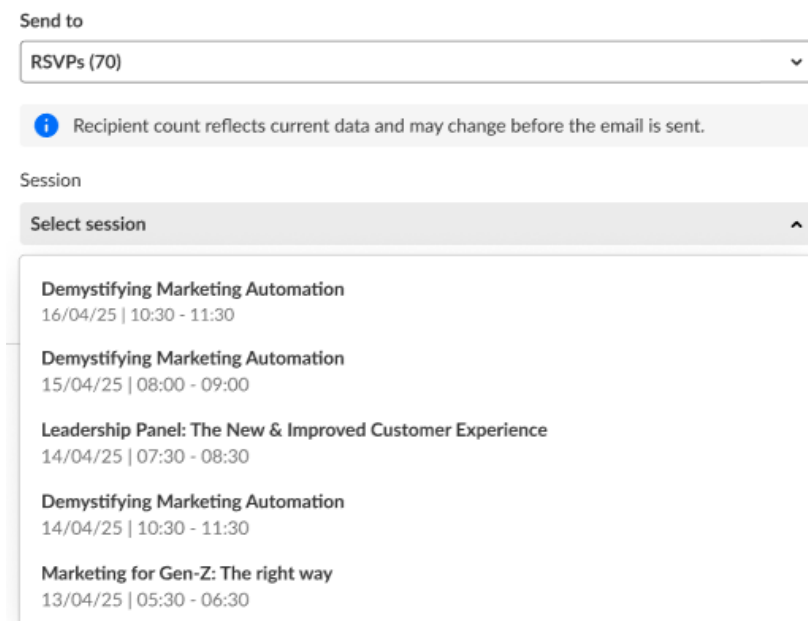 Send to
RSVPs (70)
Recipient count reflects current data and may change before the email is sent.
Session
Select session
Demystifying Marketing Automation
16/04/25 | 10:30 - 11:30
Demystifying Marketing Automation
15/04/25 | 08:00 - 09:00
Leadership Panel: The New & Improved Customer Experience
14/04/25 | 07:30 - 08:30
Demystifying Marketing Automation
14/04/25 | 10:30 - 11:30
Marketing for Gen-Z: The right way
13/04/25 | 05:30 - 06:30